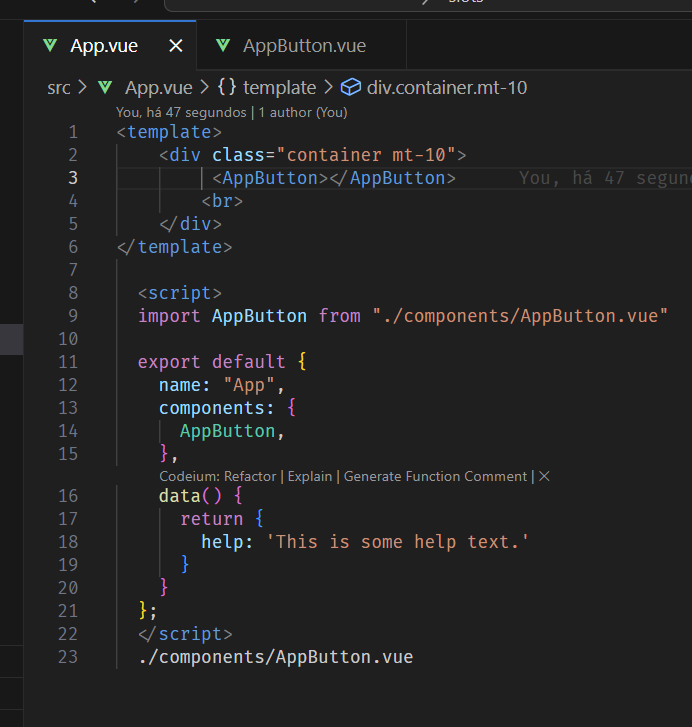 App.vue AppButton.vue
src > App.vue > {} template > div.container.mt-10
You, há 47 segundos | 1 author (You)
1 <template>
2 <div class="container mt-10">
3 <AppButton></AppButton> You, há 47
4 <br>
5 </div>
6 </template>
7
8 <script>
9 import AppButton from "./components/AppButton.vue"
10
11 export default {
12 name: "App",
13 components: {
14 AppButton,
15 },
Codeium: Refactor | Explain | Generate Function Comment | ×
16 data() {
17 return {
18 help: 'This is some help text.'
19 }
20 }
21 };
22 </script>
23 ./components/AppButton.vue